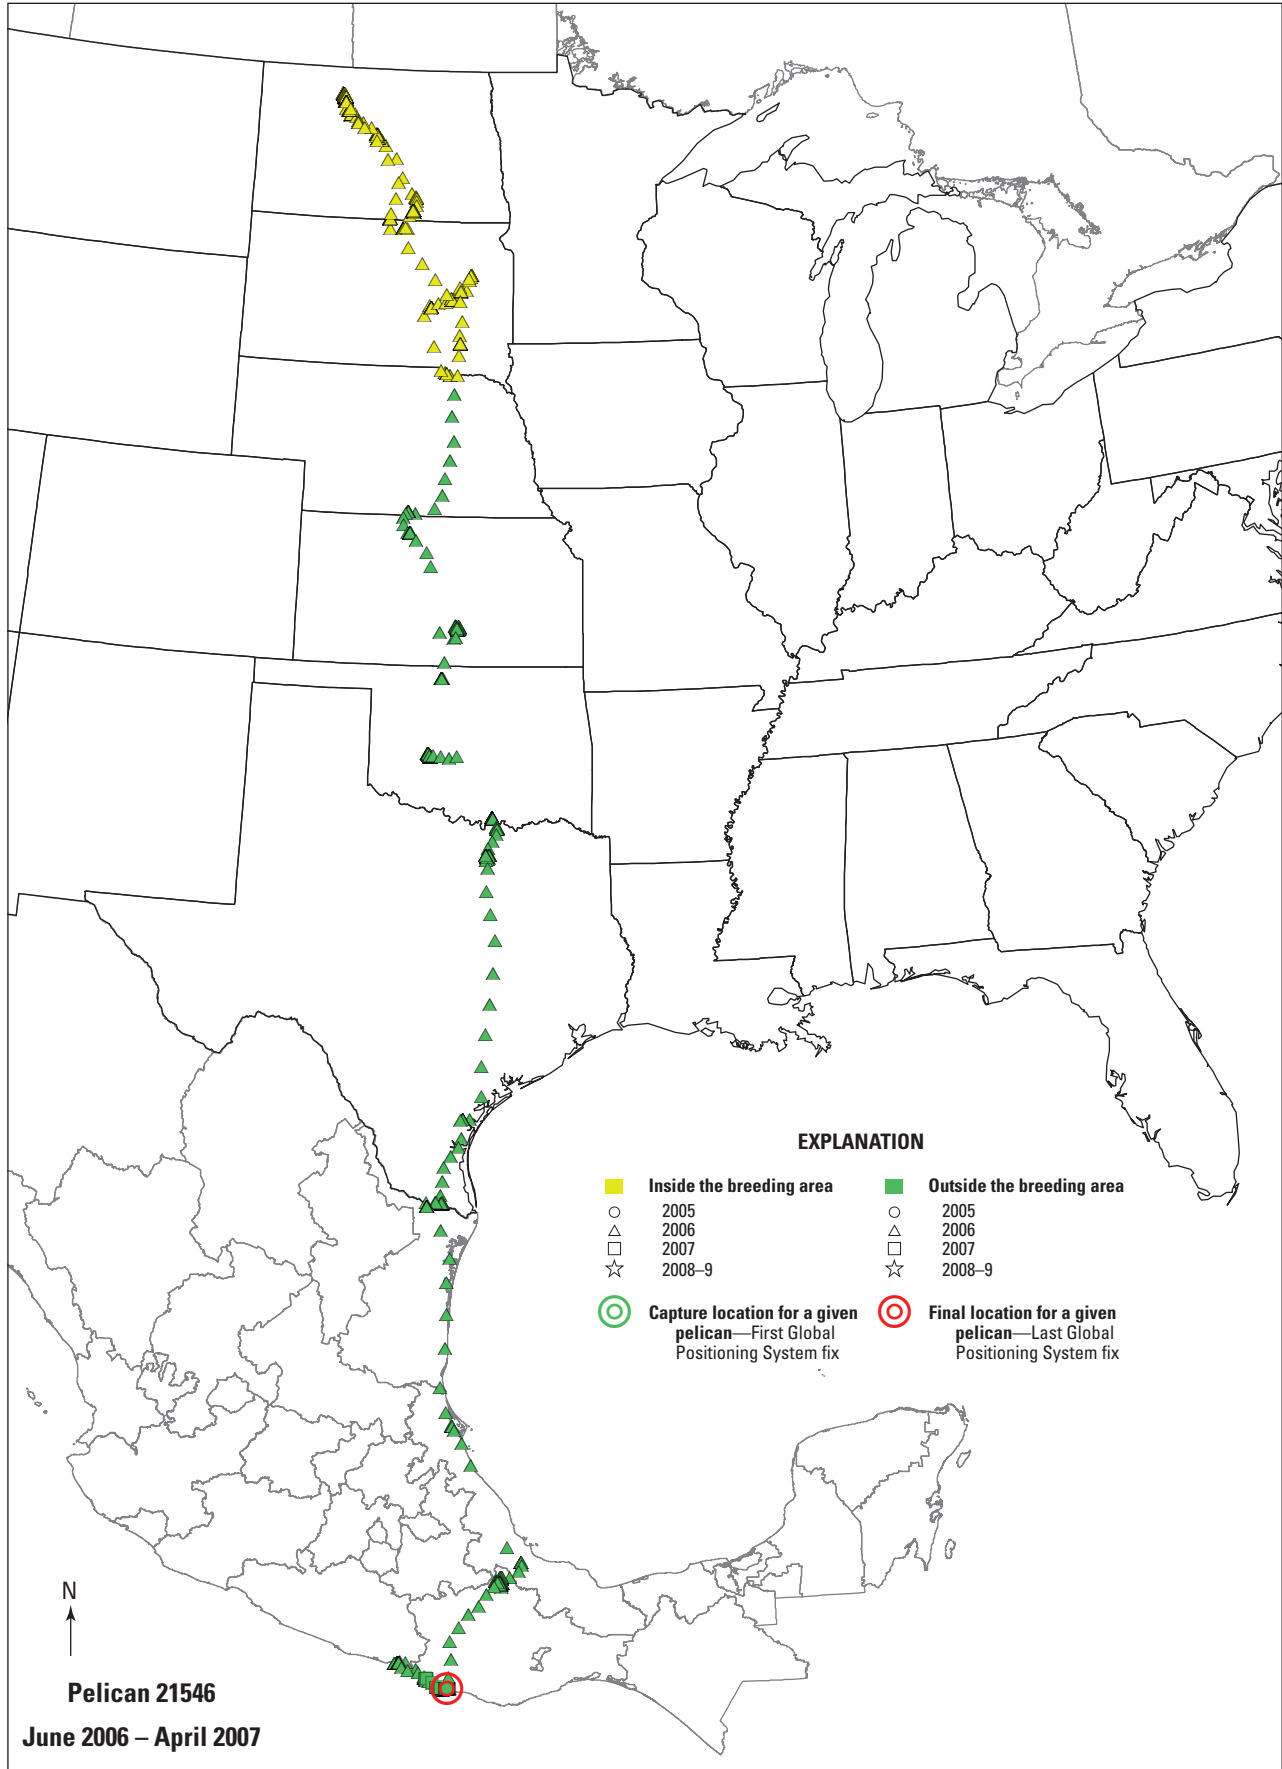 EXPLANATION
Inside the breeding area
2005
2006
2007
2008–9
Capture location for a given
pelican—First Global
Positioning System fix
Outside the breeding area
2005
2006
2007
2008–9
Final location for a given
pelican—Last Global
Positioning System fix
N
Pelican 21546
June 2006 – April 2007